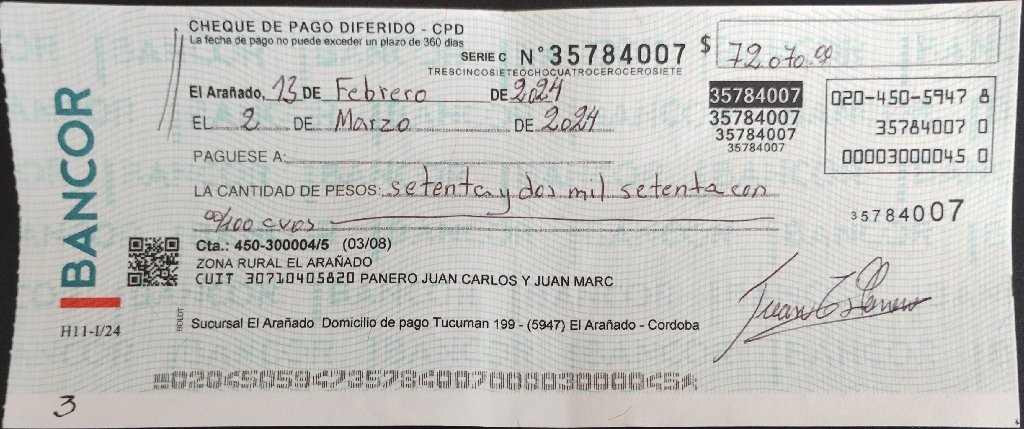 CHEQUE DE PAGO DIFERIDO - CPD
La fecha de pago no puede exceder un plazo de 360 dias
SERIE C N° 35784007 $ 72070.00
TRESCINCOSIETEOCHOCUATROCEROCEROSIETE
El Arañado, 13 DE Febrero DE 2024
EL 2 DE Marzo DE 2024
35784007
35784007
35784007
35784007
020-450-5947 8
35784007 0
00003000045 0
PAGUESE A:
LA CANTIDAD DE PESOS: setenta y dos mil setenta con
00/100 cvos
35784007
BANCOR
H11-I/24
Cta.: 450-300004/5 (03/08)
ZONA RURAL EL ARAÑADO
CUIT 30710405820 PANERO JUAN CARLOS Y JUAN MARC
BOLDT
Sucursal El Arañado Domicilio de pago Tucuman 199 - (5947) El Arañado - Cordoba
3